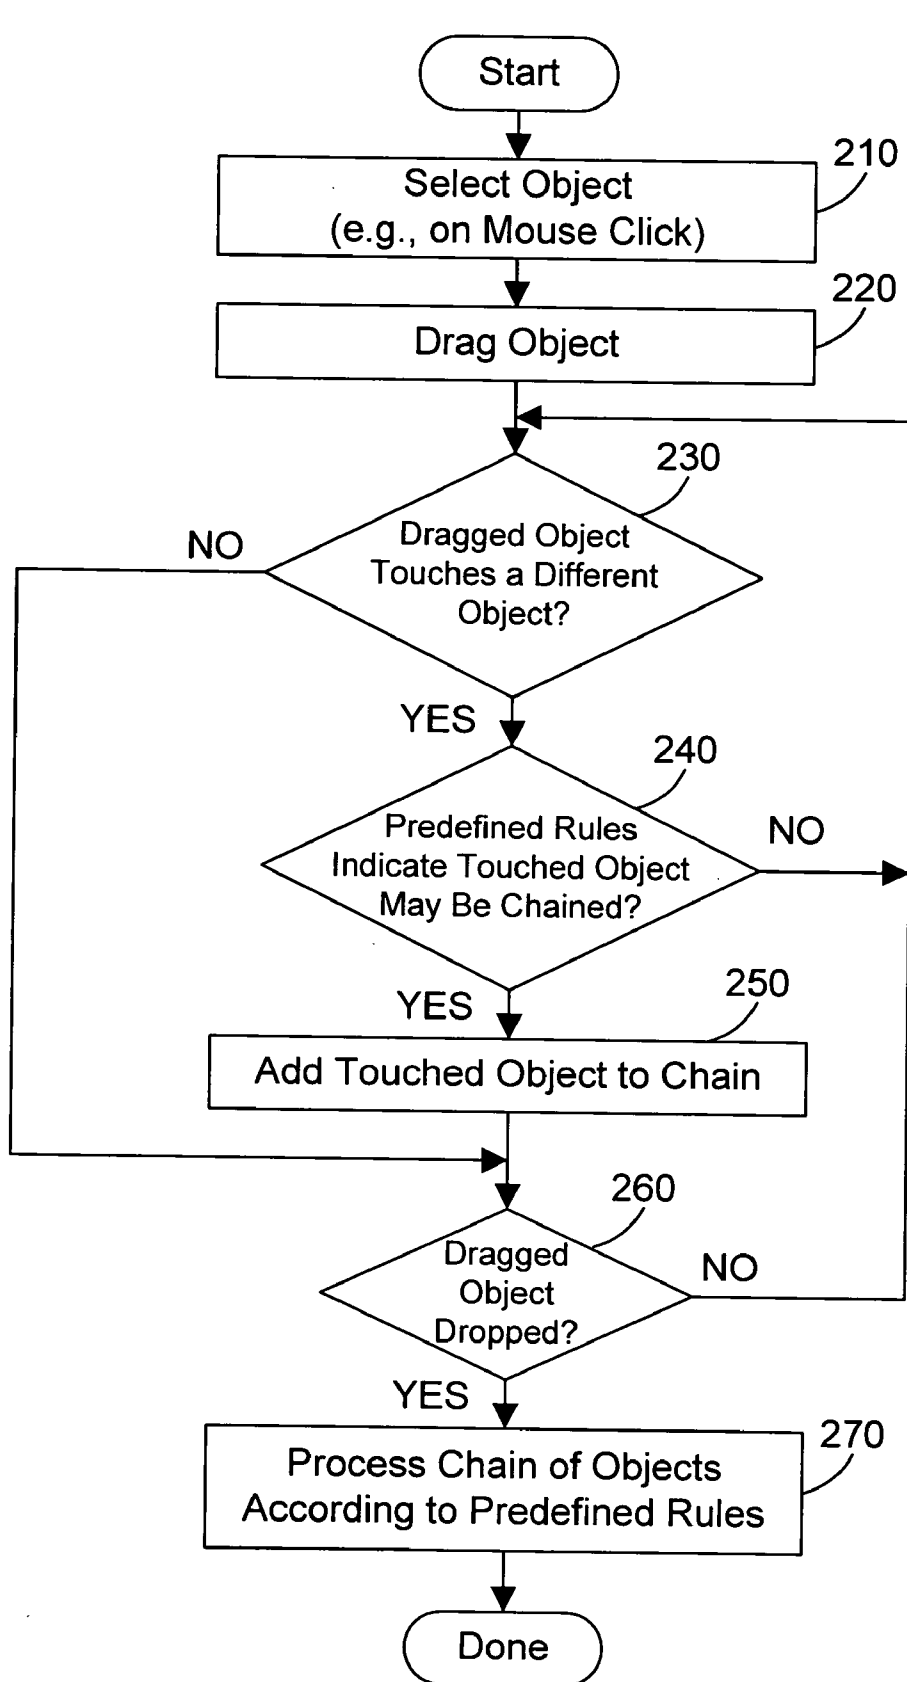 Start
210
Select Object
(e.g., on Mouse Click)
220
Drag Object
230
NO
Dragged Object
Touches a Different
Object?
YES
240
Predefined Rules
Indicate Touched Object
May Be Chained?
NO
YES
250
Add Touched Object to Chain
260
Dragged
Object
Dropped?
NO
YES
270
Process Chain of Objects
According to Predefined Rules
Done